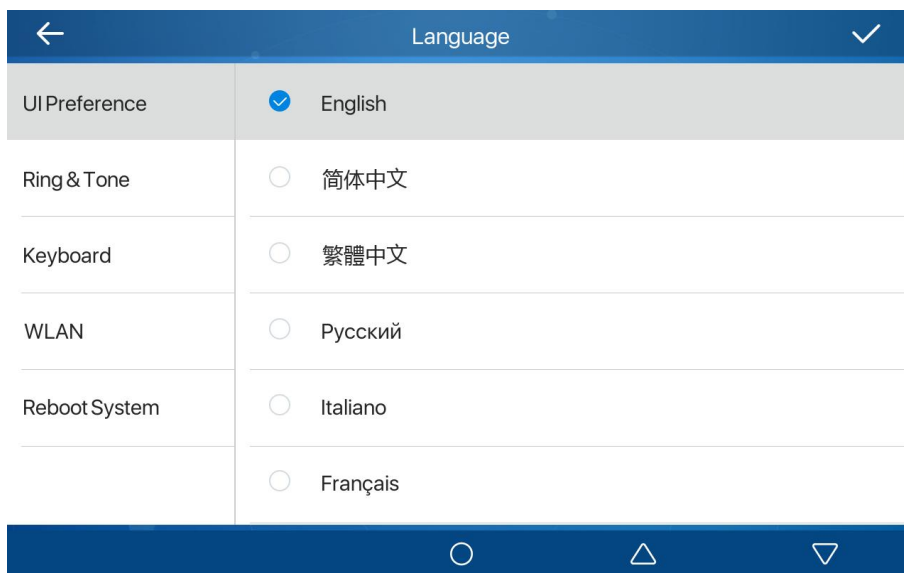 Language
UI Preference
Ring & Tone
Keyboard
WLAN
Reboot System
English
简体中文
繁體中文
Русский
Italiano
Français